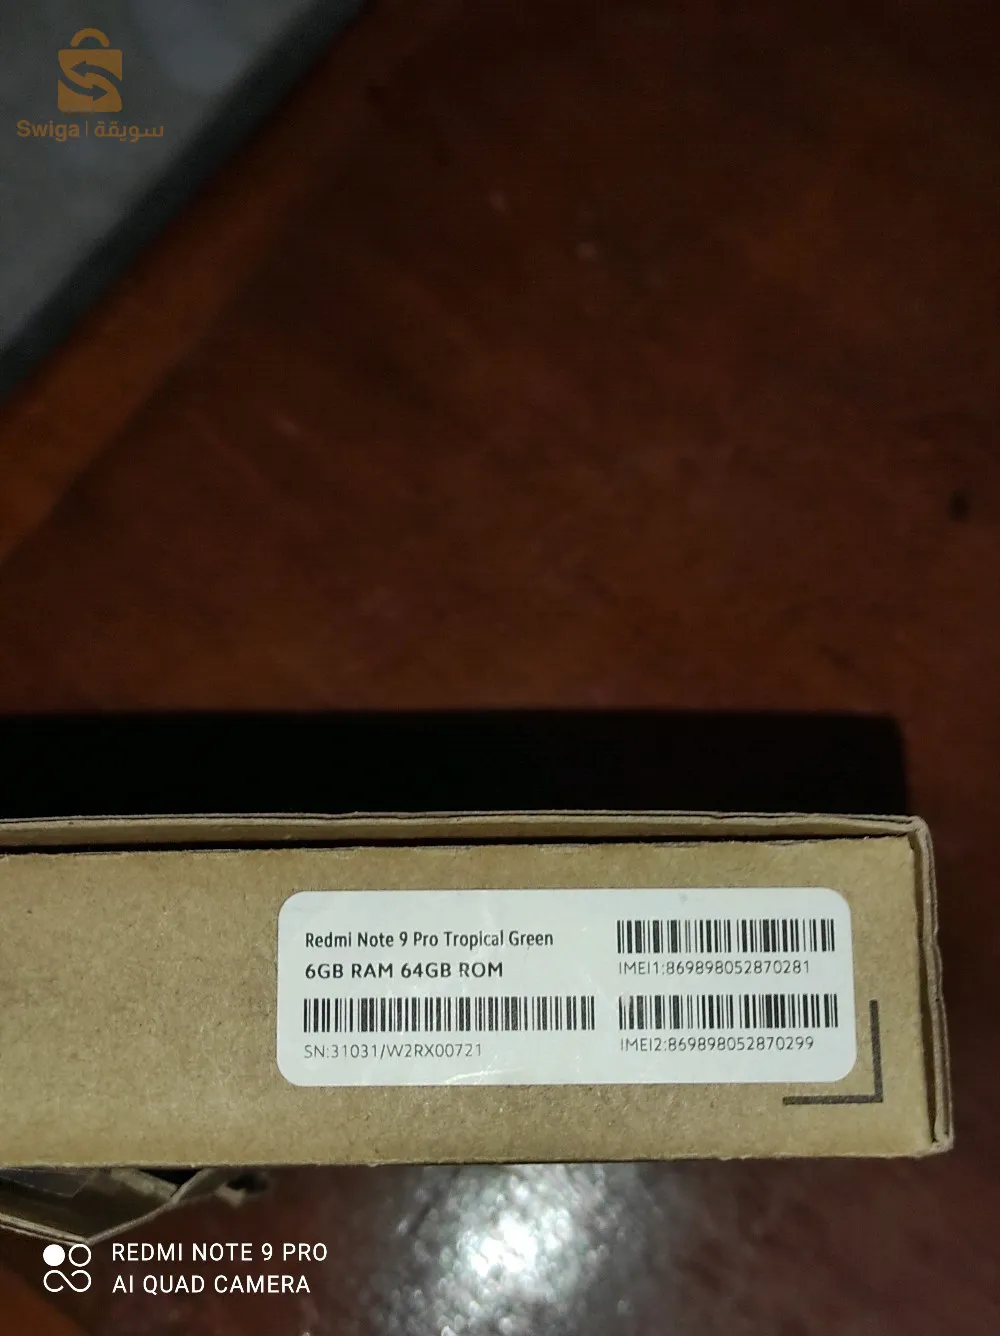 Swiga | سويقة
Redmi Note 9 Pro Tropical Green
6GB RAM 64GB ROM
SN:31031/W2RX00721
IMEI1:869898052870281
IMEI2:869898052870299
REDMI NOTE 9 PRO
AI QUAD CAMERA